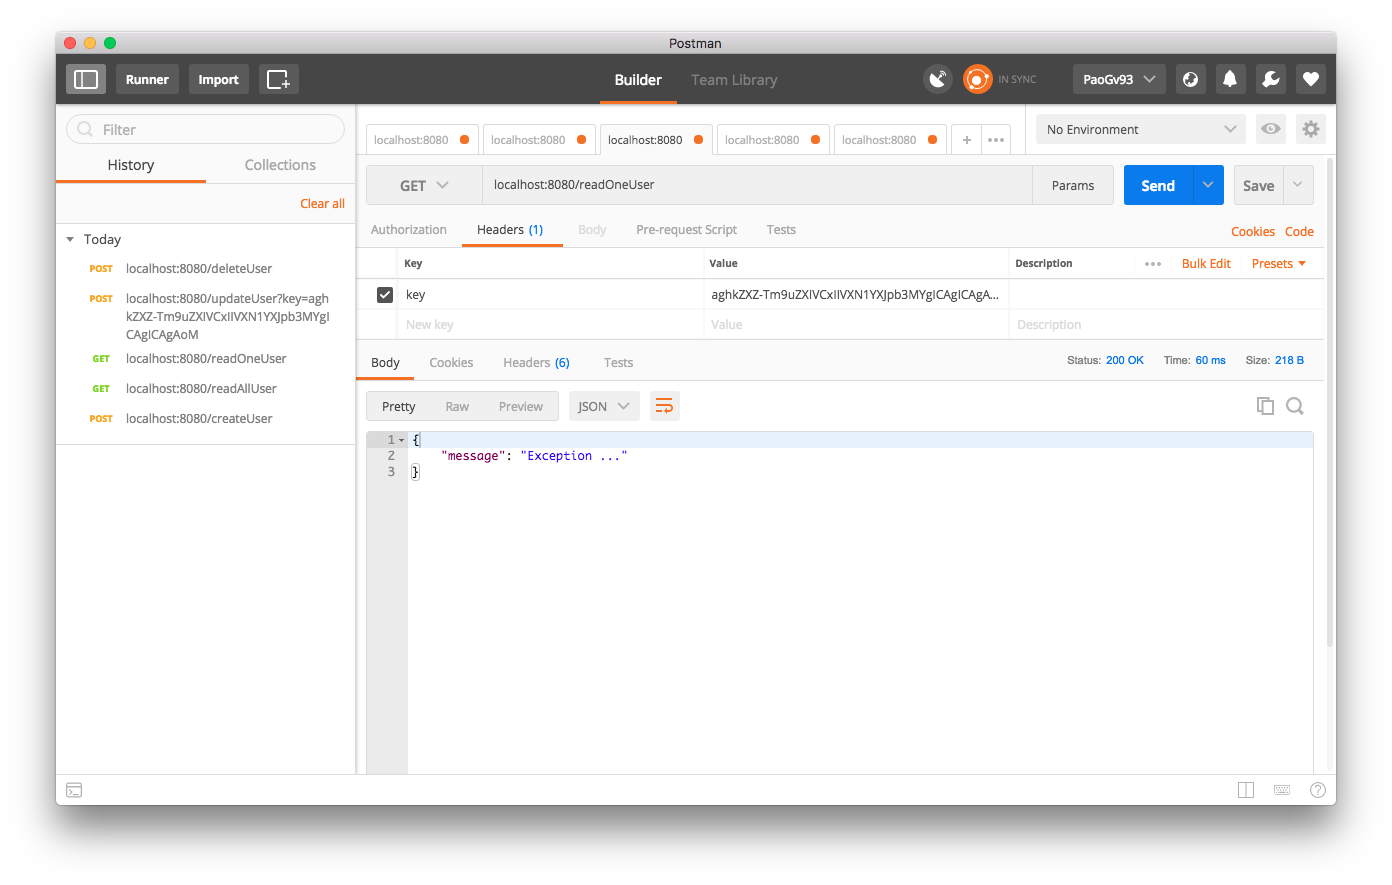 Postman
Runner
Import
Builder
Team Library
IN SYNC
PaoGv93
Filter
History
Collections
Clear all
Today
POST localhost:8080/deleteUser
POST localhost:8080/updateUser?key=agh
kZXZ-Tm9uZXIVCxIIVXN1YXJpb3MYgI
CAgICAgAoM
GET localhost:8080/readOneUser
GET localhost:8080/readAllUser
POST localhost:8080/createUser
localhost:8080
localhost:8080
localhost:8080
localhost:8080
localhost:8080
No Environment
GET
localhost:8080/readOneUser
Params
Send
Save
Authorization
Headers (1)
Body
Pre-request Script
Tests
Cookies
Code
Key
Value
Description
Bulk Edit
Presets
key
aghkZXZ-Tm9uZXIVCxIIVXN1YXJpb3MYgICAgICAgA...
New key
Value
Description
Body
Cookies
Headers (6)
Tests
Status: 200 OK
Time: 60 ms
Size: 218 B
Pretty
Raw
Preview
JSON
1 {
2 "message": "Exception ..."
3 }